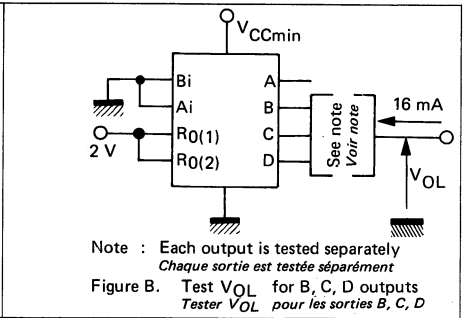 VCCmin
Bi
Ai
R0(1)
R0(2)
2 V
A
B
C
D
See note
Voir note
16 mA
VOL
Note : Each output is tested separately
Chaque sortie est testée séparément
Figure B. Test VOL for B, C, D outputs
Tester VOL pour les sorties B, C, D